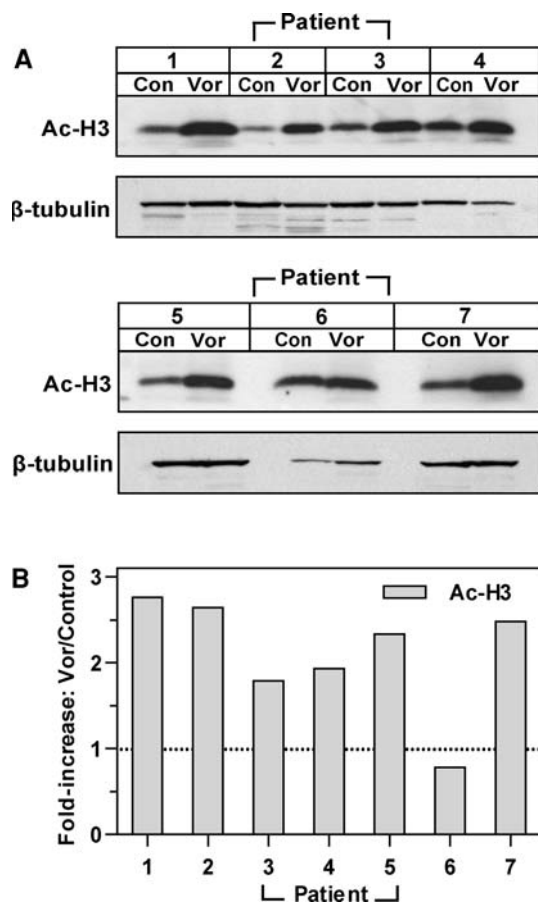 Patient
A
1 2 3 4
Con Vor Con Vor Con Vor Con Vor
Ac-H3
β-tubulin
Patient
5 6 7
Con Vor Con Vor Con Vor
Ac-H3
β-tubulin
B
Fold-increase: Vor/Control
3
2
1
0
Ac-H3
1 2 3 4 5 6 7
Patient